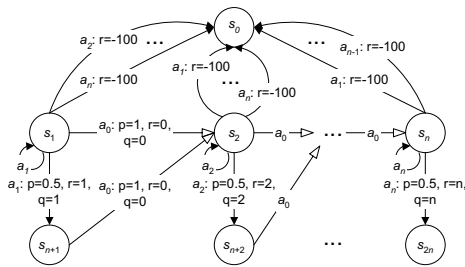 s0
a2: r=-100
...
...
an-1: r=-100
a1: r=-100
an: r=-100
...
an: r=-100
a1: r=-100
s1
a0: p=1, r=0,
q=0
s2
a0
...
a0
sn
a1
a2
an
a1: p=0.5, r=1,
q=1
a0: p=1, r=0,
q=0
a2: p=0.5, r=2,
q=2
a0
an: p=0.5, r=n,
q=n
sn+1
sn+2
...
s2n